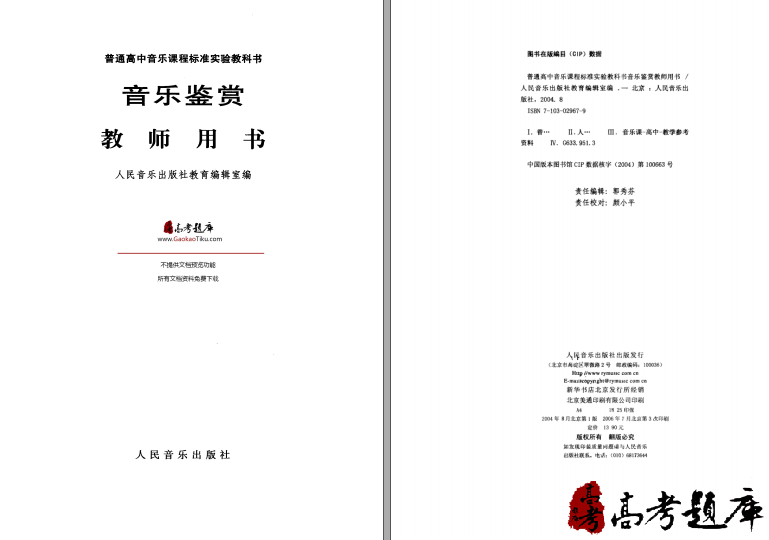 普通高中音乐课程标准实验教科书
音乐鉴赏
教师用书
人民音乐出版社教育编辑室编
高考题库
www.GaokaoTiku.com
不提供文档预览功能
所有文档资料免费下载
人民音乐出版社
图书在版编目(CIP)数据
普通高中音乐课程标准实验教科书音乐鉴赏教师用书 /
人民音乐出版社教育编辑室编 .— 北京 : 人民音乐出
版社, 2004. 8
ISBN 7-103-02967-9
Ⅰ. 普… Ⅱ. 人… Ⅲ. 音乐课-高中-教学参考
资料 Ⅳ. G633.951.3
中国版本图书馆 CIP 数据核字 (2004) 第 100663 号
责任编辑: 郭秀芬
责任校对: 颜小平
人民音乐出版社出版发行
(北京市海淀区翠微路 2 号 邮政编码: 100036)
Http://www rymusic com cn
E-mail copyright@rymusic com cn
新华书店北京发行所经销
北京美通印刷有限公司印刷
A4 18 25 印张
2004 年 8 月北京第 1 版 2006 年 7 月北京第 3 次印刷
定价 13 90 元
版权所有 翻版必究
如发现印装质量问题请与人民音乐
出版社联系, 电话: (010) 68173644
高考
高考题库